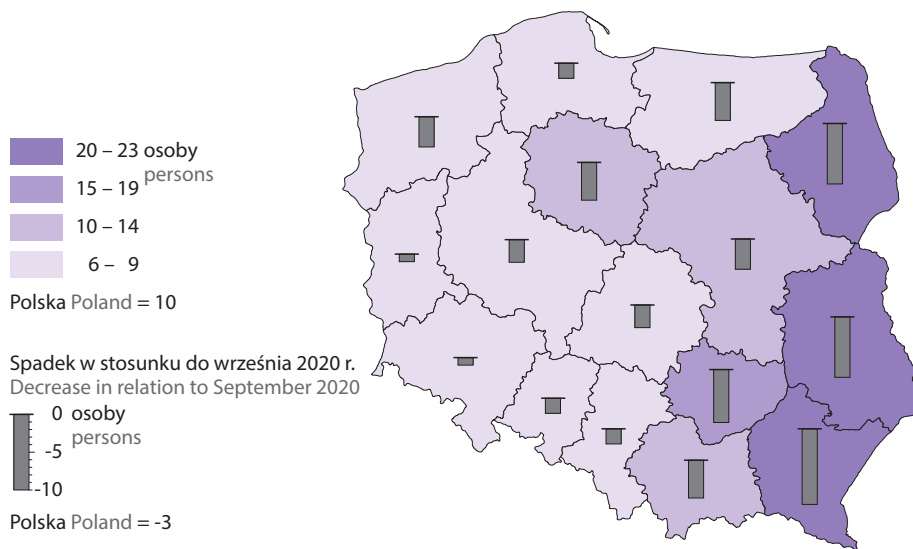 20 – 23 osoby
persons
15 – 19
10 – 14
6 – 9
Polska Poland = 10
Spadek w stosunku do września 2020 r.
Decrease in relation to September 2020
0 osoby
persons
-5
-10
Polska Poland = -3